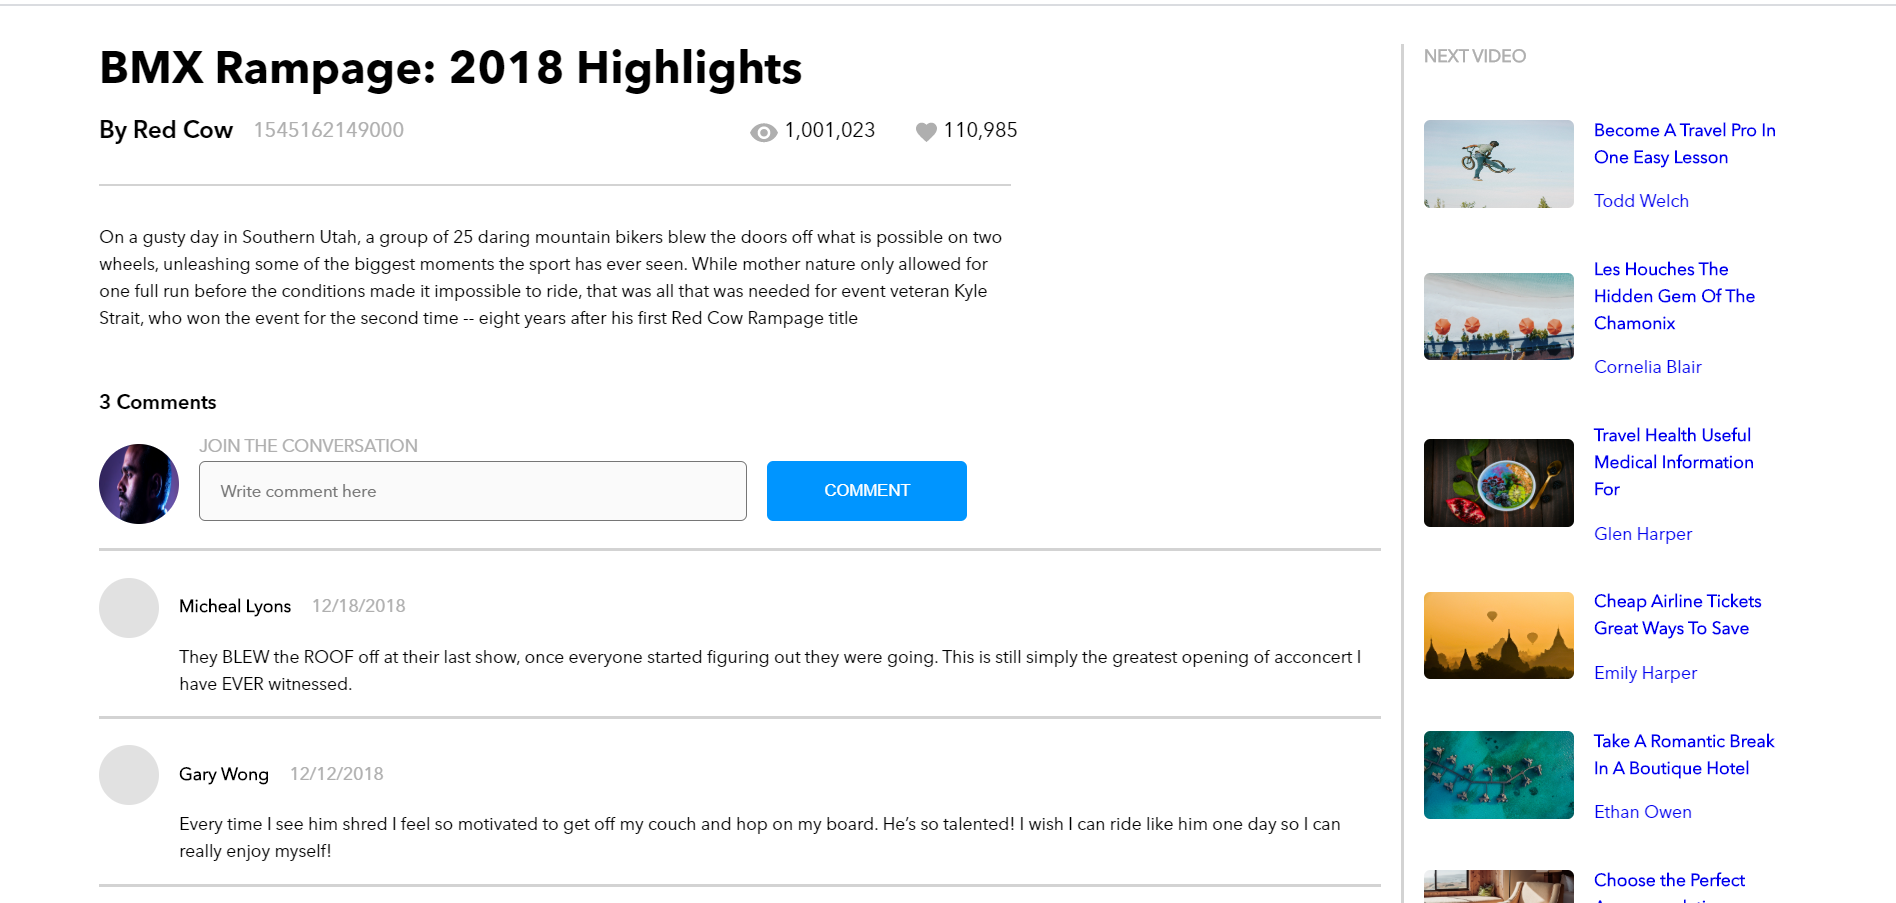 BMX Rampage: 2018 Highlights
By Red Cow 1545162149000 1,001,023 110,985
On a gusty day in Southern Utah, a group of 25 daring mountain bikers blew the doors off what is possible on two
wheels, unleashing some of the biggest moments the sport has ever seen. While mother nature only allowed for
one full run before the conditions made it impossible to ride, that was all that was needed for event veteran Kyle
Strait, who won the event for the second time -- eight years after his first Red Cow Rampage title
3 Comments
JOIN THE CONVERSATION
Write comment here
COMMENT
Micheal Lyons 12/18/2018
They BLEW the ROOF off at their last show, once everyone started figuring out they were going. This is still simply the greatest opening of acconcert I
have EVER witnessed.
Gary Wong 12/12/2018
Every time I see him shred I feel so motivated to get off my couch and hop on my board. He’s so talented! I wish I can ride like him one day so I can
really enjoy myself!
NEXT VIDEO
Become A Travel Pro In
One Easy Lesson
Todd Welch
Les Houches The
Hidden Gem Of The
Chamonix
Cornelia Blair
Travel Health Useful
Medical Information
For
Glen Harper
Cheap Airline Tickets
Great Ways To Save
Emily Harper
Take A Romantic Break
In A Boutique Hotel
Ethan Owen
Choose the Perfect